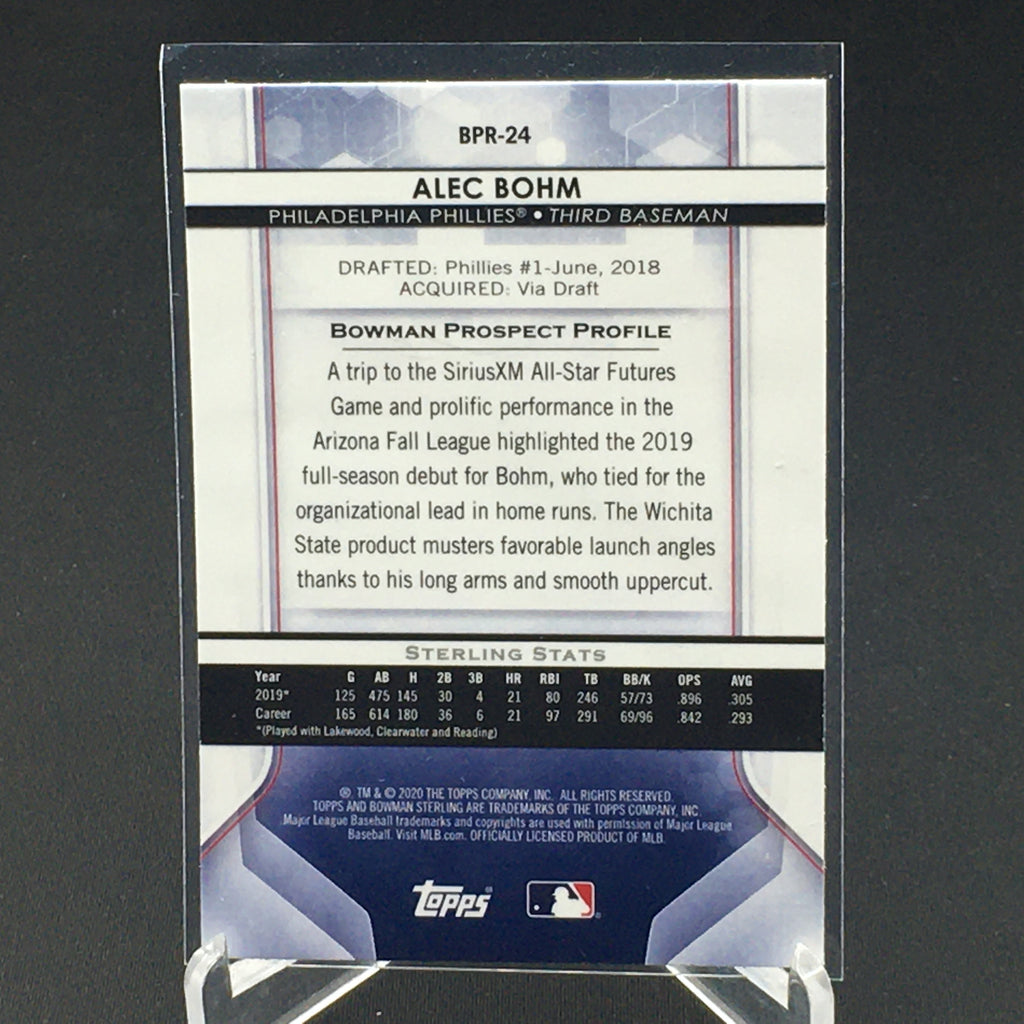 BPR-24
ALEC BOHM
PHILADELPHIA PHILLIES® • THIRD BASEMAN
DRAFTED: Phillies #1-June, 2018
ACQUIRED: Via Draft
BOWMAN PROSPECT PROFILE
A trip to the SiriusXM All-Star Futures
Game and prolific performance in the
Arizona Fall League highlighted the 2019
full-season debut for Bohm, who tied for the
organizational lead in home runs. The Wichita
State product musters favorable launch angles
thanks to his long arms and smooth uppercut.
STERLING STATS
Year G AB H 2B 3B HR RBI TB BB/K OPS AVG
2019* 125 475 145 30 4 21 80 246 57/73 .896 .305
Career 165 614 180 36 6 21 97 291 69/96 .842 .293
*(Played with Lakewood, Clearwater and Reading)
®, TM & © 2020 THE TOPPS COMPANY, INC. ALL RIGHTS RESERVED.
TOPPS AND BOWMAN STERLING ARE TRADEMARKS OF THE TOPPS COMPANY, INC.
Major League Baseball trademarks and copyrights are used with permission of Major League
Baseball. Visit MLB.com. OFFICIALLY LICENSED PRODUCT OF MLB.
topps®